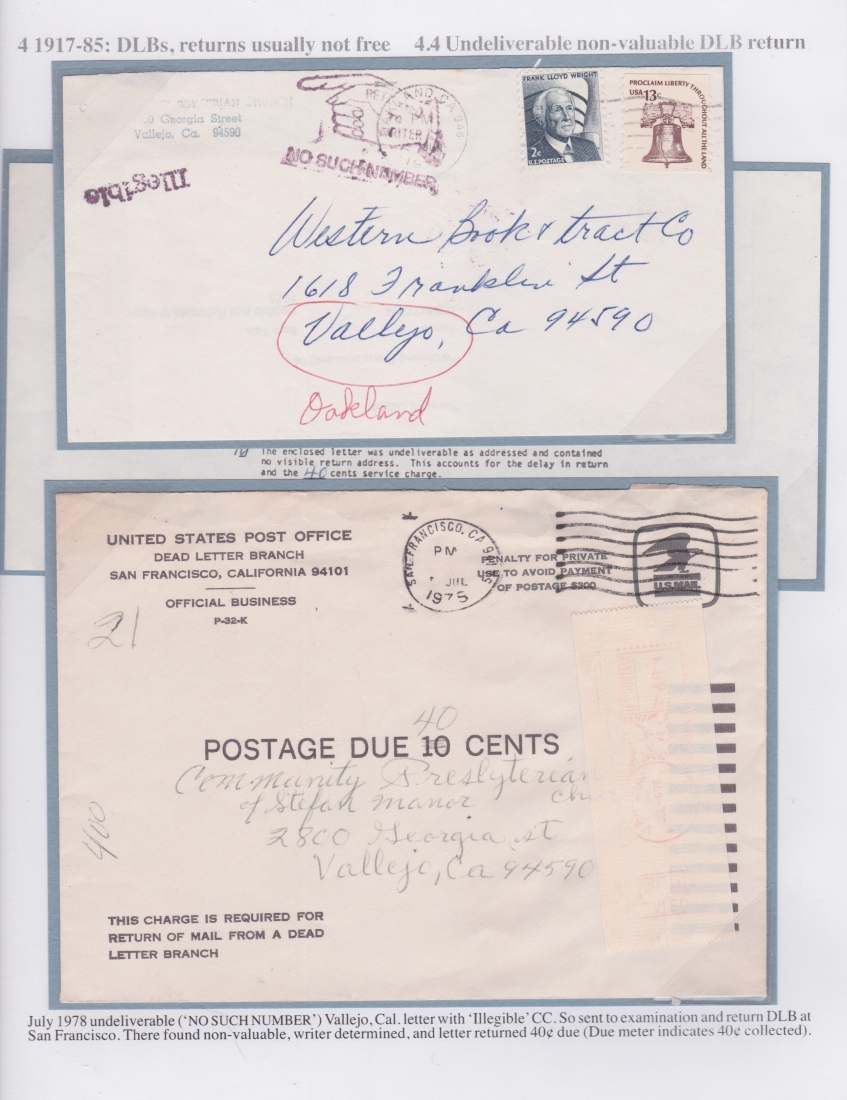 4 1917-85: DLBs, returns usually not free 4.4 Undeliverable non-valuable DLB return
Georgia Street
Vallejo, Ca. 94590
Illegible
WRITER
PM
NO SUCH NUMBER
FRANK LLOYD WRIGHT
2c
U.S. POSTAGE
PROCLAIM LIBERTY THROUGHOUT ALL THE LAND
USA 13c
Western Book & tract Co
1618 Franklin St
Vallejo, Ca 94590
Oakland
The enclosed letter was undeliverable as addressed and contained
no visible return address. This accounts for the delay in return
and the 40 cents service charge.
UNITED STATES POST OFFICE
DEAD LETTER BRANCH
SAN FRANCISCO, CALIFORNIA 94101
OFFICIAL BUSINESS
P-32-K
21
SAN FRANCISCO, CA
PM
JUL
1975
PENALTY FOR PRIVATE
USE TO AVOID PAYMENT
OF POSTAGE $300
U.S. MAIL
40
POSTAGE DUE 10 CENTS
Community Presbyterian
of Stefan Manor
2800 Georgia st
Vallejo, Ca 94590
400
THIS CHARGE IS REQUIRED FOR
RETURN OF MAIL FROM A DEAD
LETTER BRANCH
July 1978 undeliverable (‘NO SUCH NUMBER’) Vallejo, Cal. letter with ‘Illegible’ CC. So sent to examination and return DLB at
San Francisco. There found non-valuable, writer determined, and letter returned 40¢ due (Due meter indicates 40¢ collected).